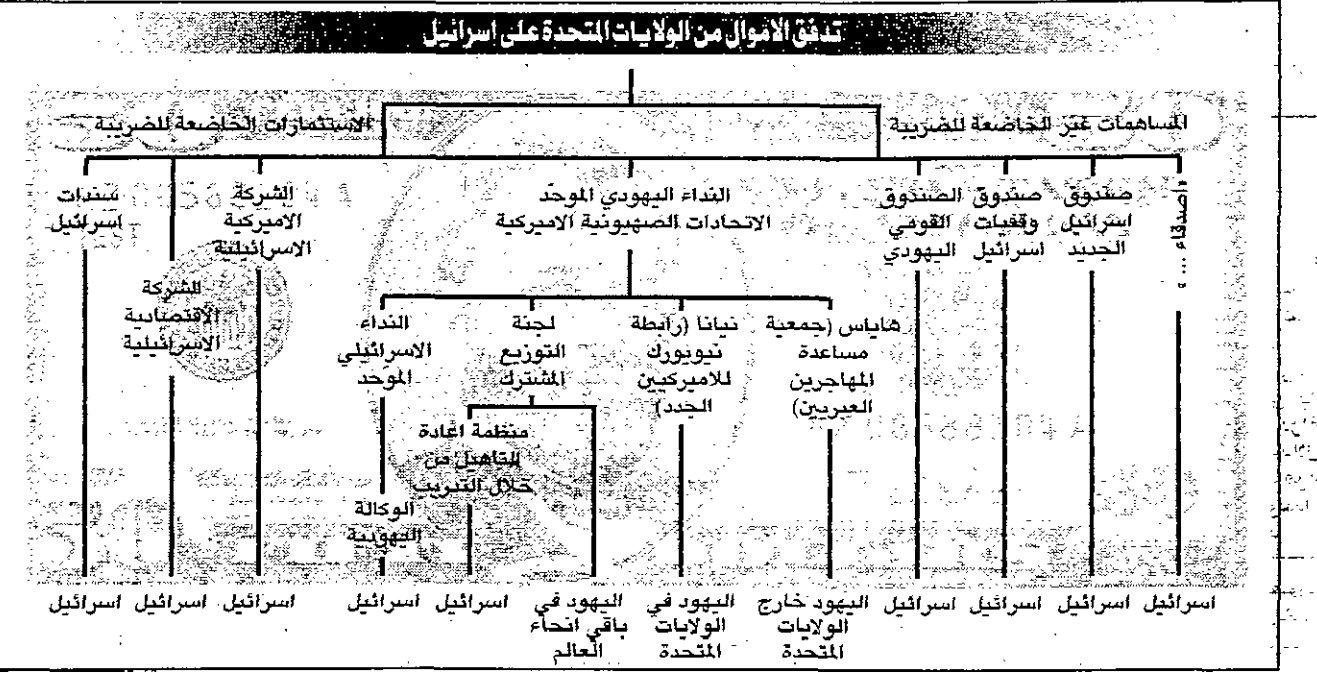 تدفق الاموال من الولايات المتحدة على اسرائيل
المساهمات غير الخاضعة للضريبة
الاستثمارات الخاضعة للضريبة
«اصدقاء ... »
صندوق
اسرائيل
الجديد
صندوق
وقفيات
اسرائيل
الصندوق
القومي
اليهودي
النداء اليهودي الموحّد
الاتحادات الصهيونية الاميركية
الشركة
الاميركية
الاسرائيلية
الشركة
الاقتصادية
الاسرائيلية
سندات
اسرائيل
هاياس (جمعية
مساعدة
المهاجرين
العبريين)
نيانا (رابطة
نيويورك
للاميركيين
الجدد)
لجنة
التوزيع
المشترك
النداء
الاسرائيلي
الموحد
منظمة اعادة
التاهيل من
خلال التدريب
الوكالة
اليهودية
اسرائيل
اسرائيل
اسرائيل
اسرائيل
اليهود خارج
الولايات
المتحدة
اليهود في
الولايات
المتحدة
اليهود في
باقي انحاء
العالم
اسرائيل
اسرائيل
اسرائيل
اسرائيل
اسرائيل